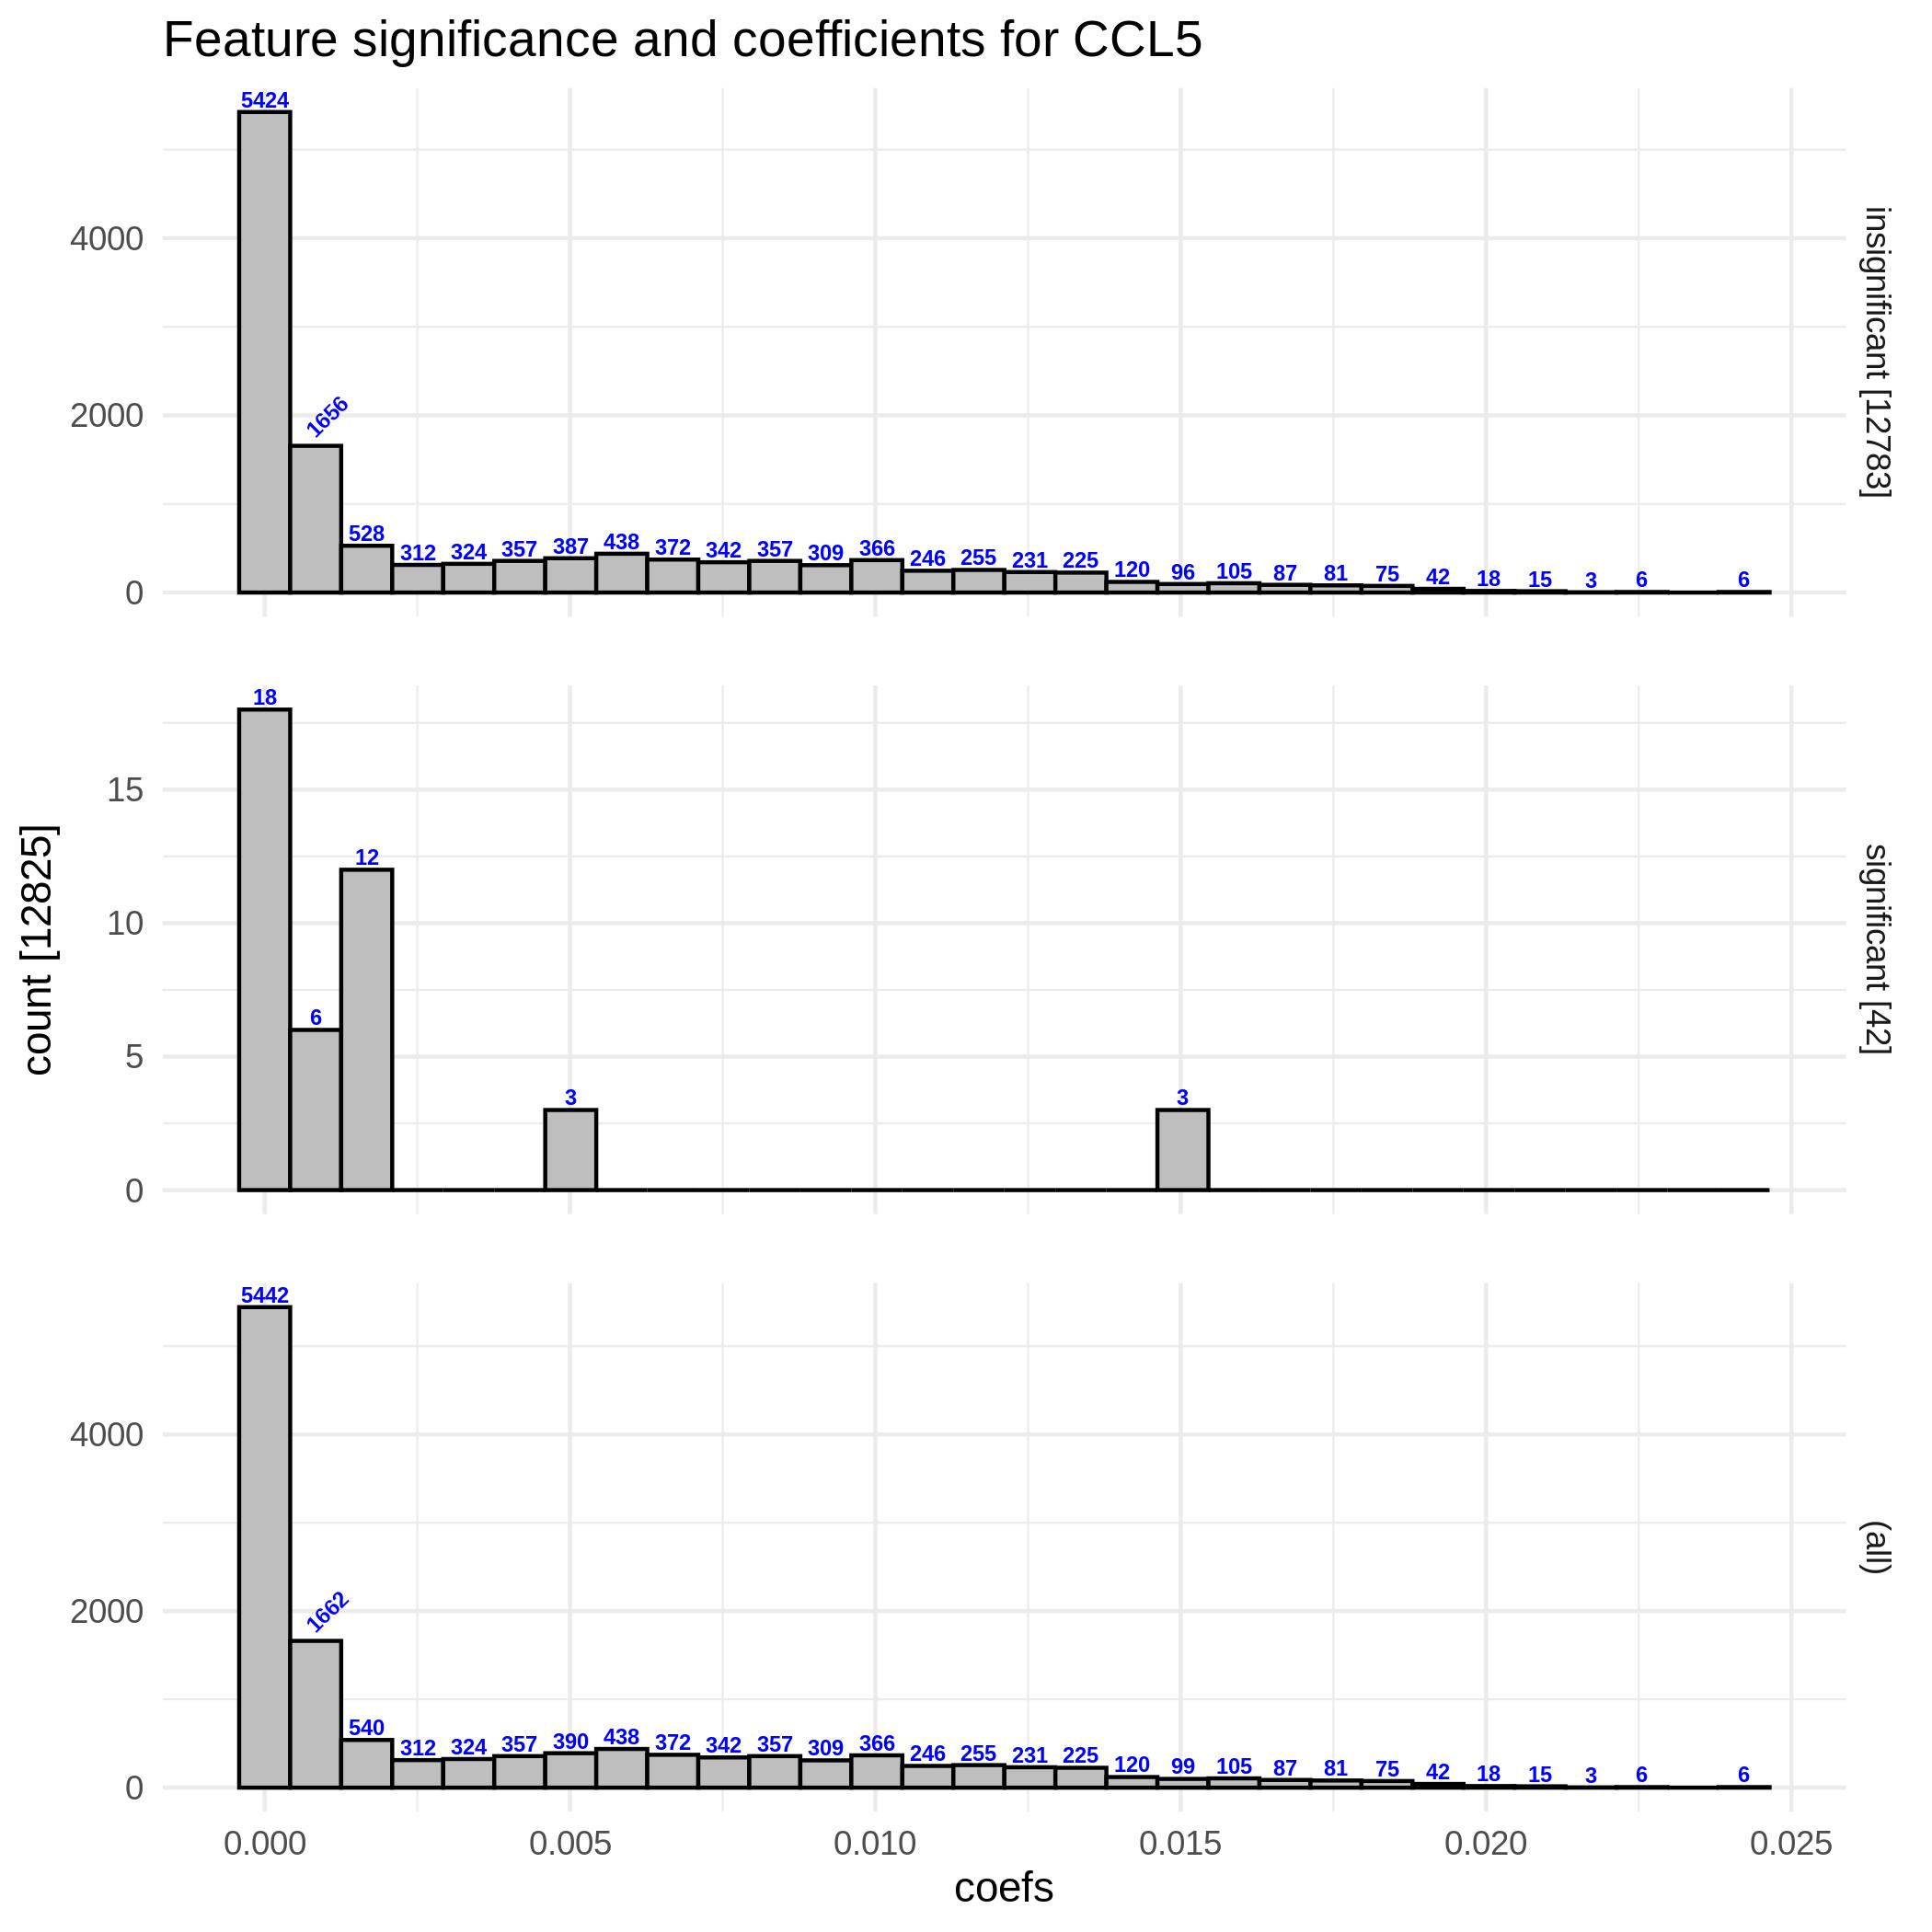 Feature significance and coefficients for CCL5
count [12825]
insignificant [12783]
4000
2000
0
5424
1656
528 312 324 357 387 438 372 342 357 309 366 246 255 231 225 120 96 105 87 81 75 42 18 15 3 6 6
significant [42]
15
10
5
0
18
6
12
3
3
(all)
4000
2000
0
5442
1662
540 312 324 357 390 438 372 342 357 309 366 246 255 231 225 120 99 105 87 81 75 42 18 15 3 6 6
0.000 0.005 0.010 0.015 0.020 0.025
coefs